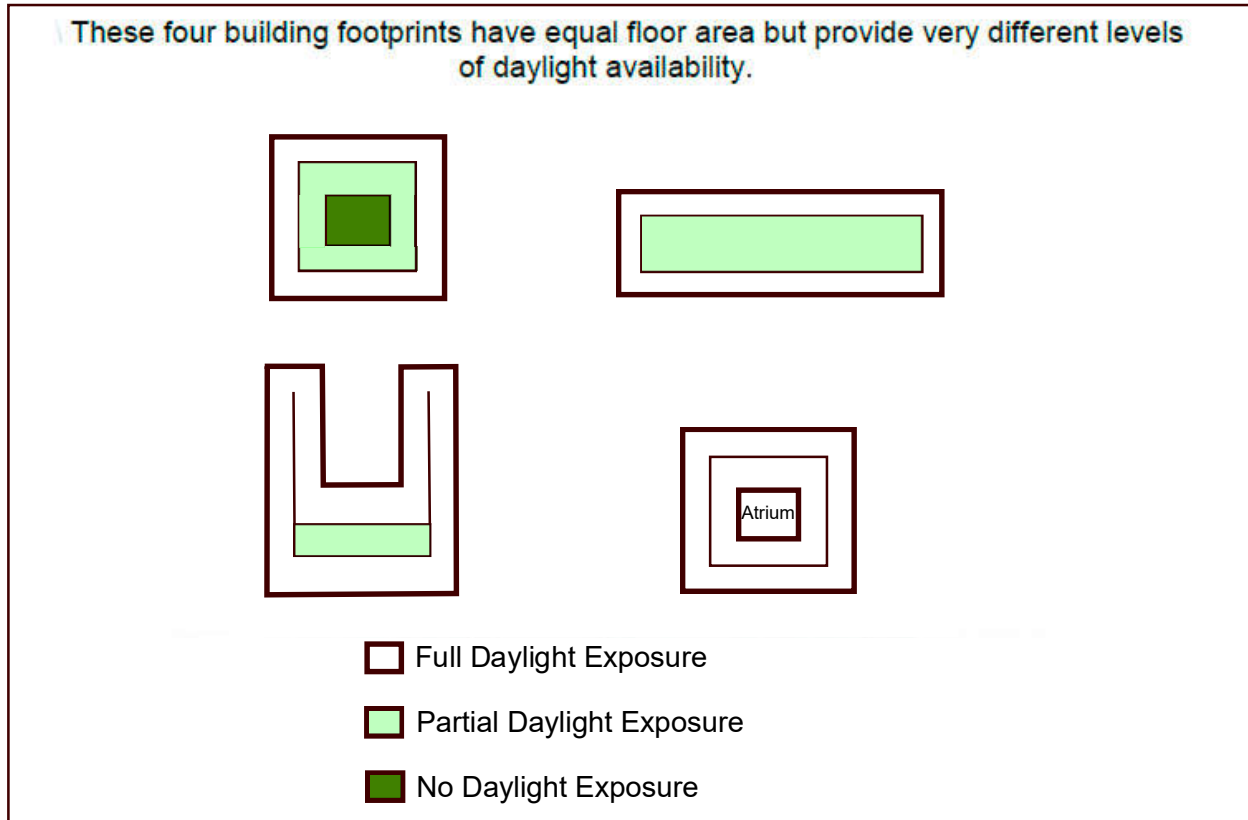 These four building footprints have equal floor area but provide very different levels
of daylight availability.
Atrium
Full Daylight Exposure
Partial Daylight Exposure
No Daylight Exposure